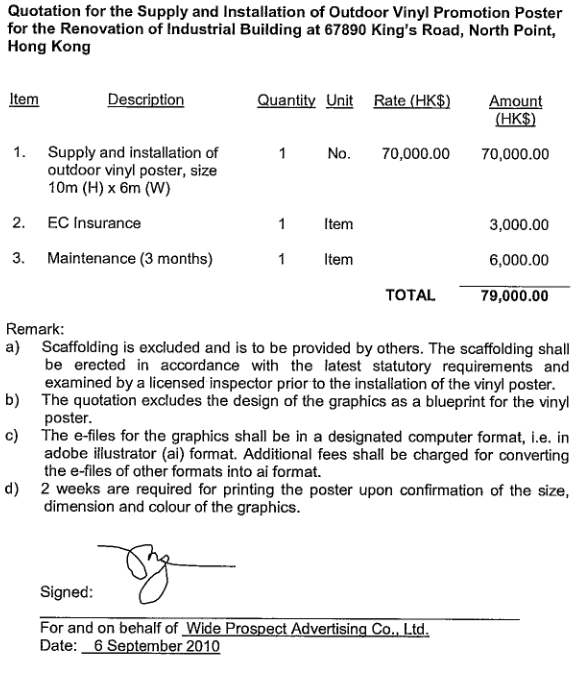 Quotation for the Supply and Installation of Outdoor Vinyl Promotion Poster
for the Renovation of Industrial Building at 67890 King's Road, North Point,
Hong Kong
Item Description Quantity Unit Rate (HK$) Amount
(HK$)
1. Supply and installation of 1 No. 70,000.00 70,000.00
outdoor vinyl poster, size
10m (H) x 6m (W)
2. EC Insurance 1 Item 3,000.00
3. Maintenance (3 months) 1 Item 6,000.00
TOTAL 79,000.00
Remark:
a) Scaffolding is excluded and is to be provided by others. The scaffolding shall
be erected in accordance with the latest statutory requirements and
examined by a licensed inspector prior to the installation of the vinyl poster.
b) The quotation excludes the design of the graphics as a blueprint for the vinyl
poster.
c) The e-files for the graphics shall be in a designated computer format, i.e. in
adobe illustrator (ai) format. Additional fees shall be charged for converting
the e-files of other formats into ai format.
d) 2 weeks are required for printing the poster upon confirmation of the size,
dimension and colour of the graphics.
Signed:
For and on behalf of Wide Prospect Advertising Co., Ltd.
Date: 6 September 2010